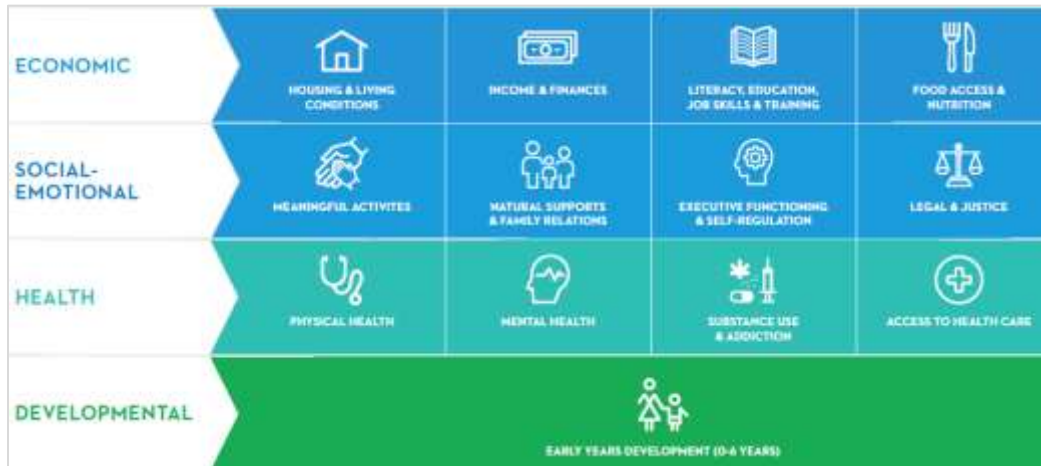 ECONOMIC
HOUSING & LIVING
CONDITIONS
INCOME & FINANCES
LITERACY, EDUCATION,
JOB SKILLS & TRAINING
FOOD ACCESS &
NUTRITION
SOCIAL-
EMOTIONAL
MEANINGFUL ACTIVITES
NATURAL SUPPORTS
& FAMILY RELATIONS
EXECUTIVE FUNCTIONING
& SELF-REGULATION
LEGAL & JUSTICE
HEALTH
PHYSICAL HEALTH
MENTAL HEALTH
SUBSTANCE USE
& ADDICTION
ACCESS TO HEALTH CARE
DEVELOPMENTAL
EARLY YEARS DEVELOPMENT (0-6 YEARS)